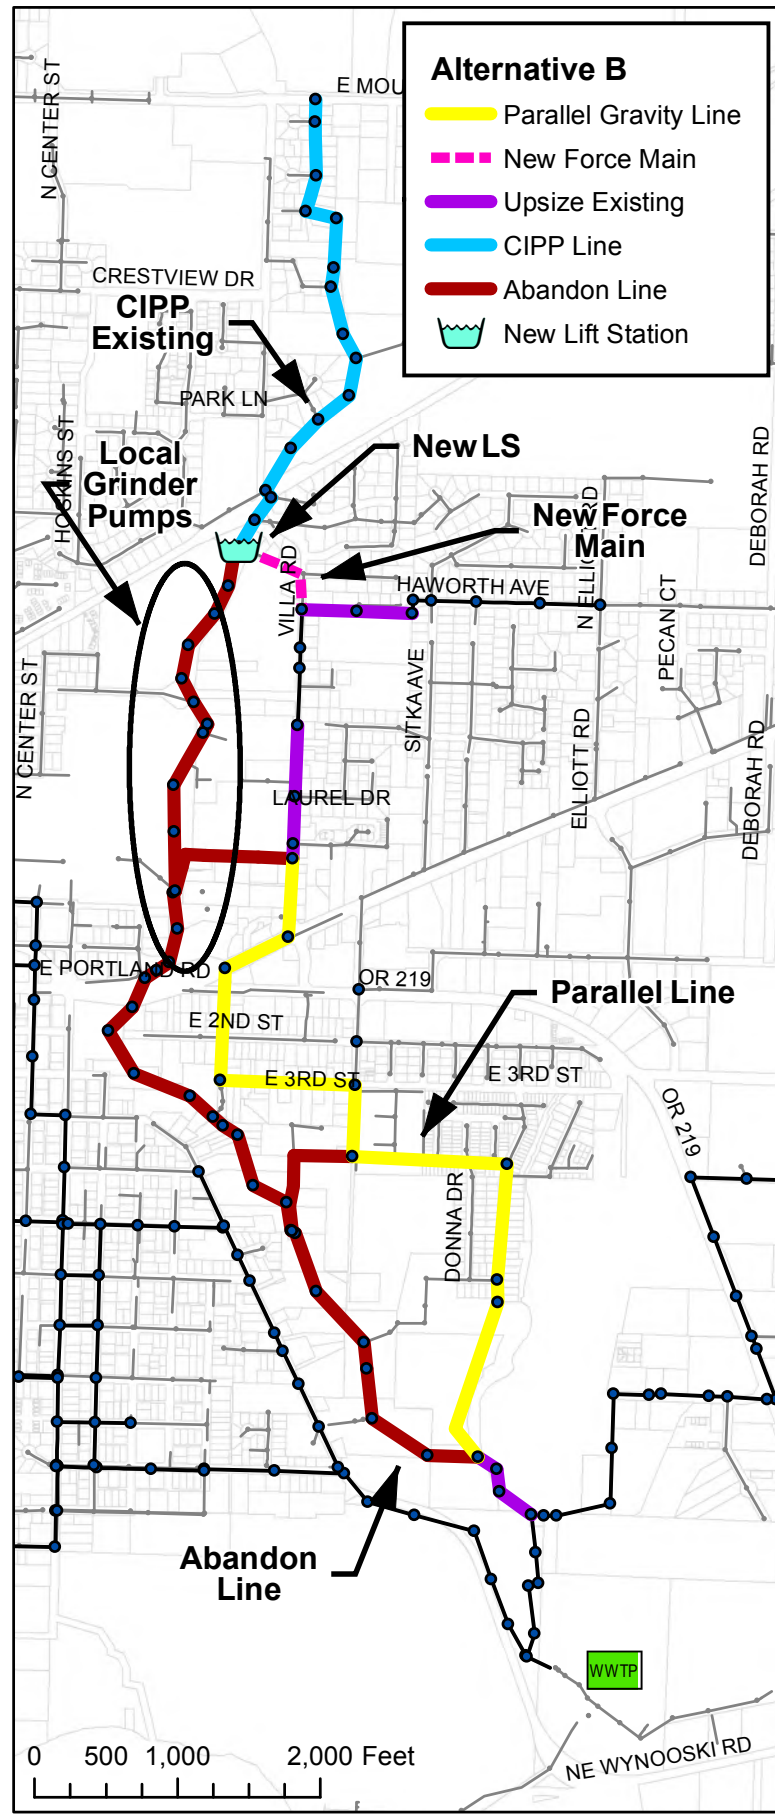 Alternative B
Parallel Gravity Line
New Force Main
Upsize Existing
CIPP Line
Abandon Line
New Lift Station
E MOU
N CENTER ST
CRESTVIEW DR
CIPP
Existing
PARK LN
HOSKINS ST
Local
Grinder
Pumps
New LS
New Force
Main
DEBORAH RD
VILLA RD
HAWORTH AVE
N ELLIO RD
PECAN CT
N CENTER ST
SITKA AVE
ELLIOTT RD
DEBORAH RD
LAUREL DR
E PORTLAND RD
OR 219
Parallel Line
E 2ND ST
E 3RD ST
E 3RD ST
OR 219
DONNA DR
Abandon
Line
WWTP
NE WYNOOSKI RD
0 500 1,000 2,000 Feet